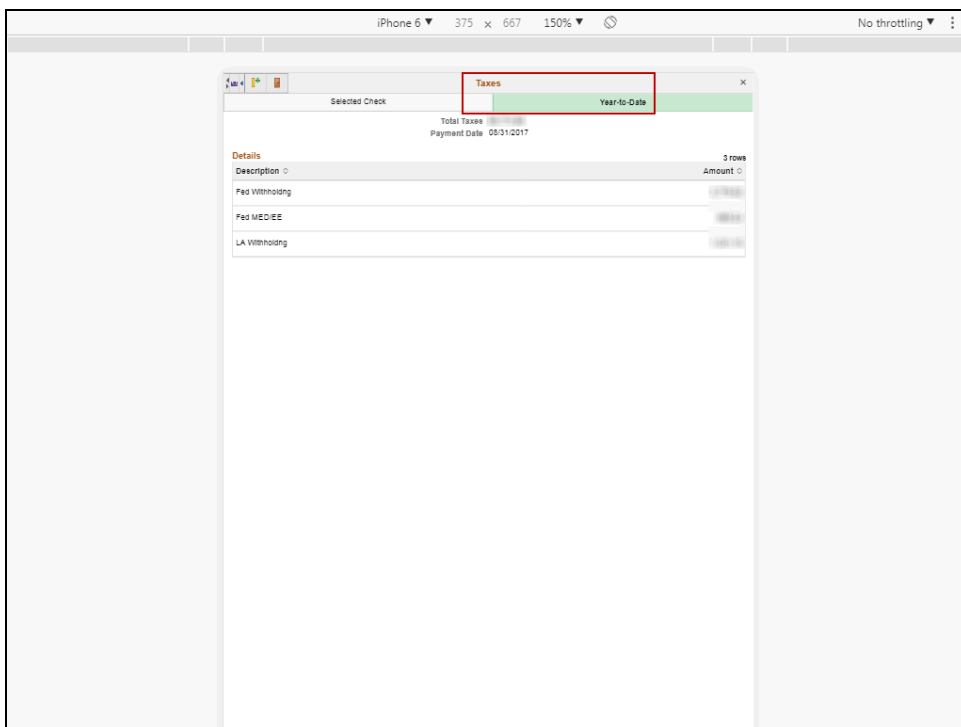 iPhone 6 ▼ 375 x 667 150% ▼ No throttling ▼
Taxes ×
Selected Check Year-to-Date
Total Taxes
Payment Date 08/31/2017
Details 3 rows
Description Amount
Fed Withholdng
Fed MED/EE
LA Withholdng